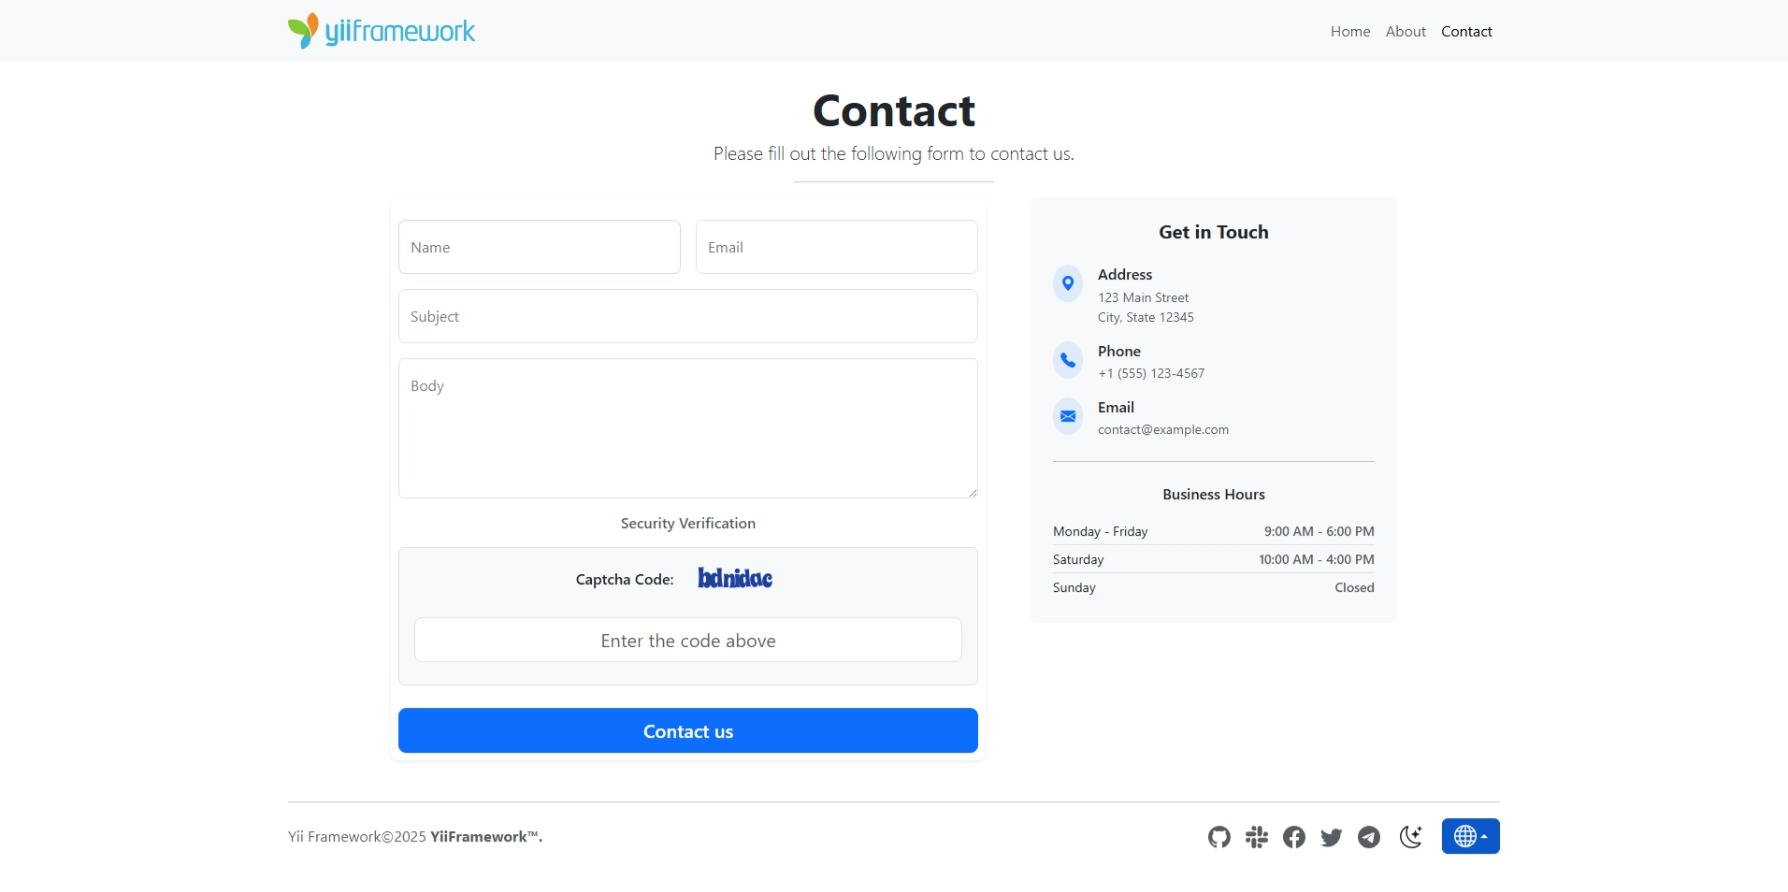 yiiframework
Home About Contact
Contact
Please fill out the following form to contact us.
Name
Email
Subject
Body
Security Verification
Captcha Code: bdnidac
Enter the code above
Contact us
Get in Touch
Address
123 Main Street
City, State 12345
Phone
+1 (555) 123-4567
Email
contact@example.com
Business Hours
Monday - Friday 9:00 AM - 6:00 PM
Saturday 10:00 AM - 4:00 PM
Sunday Closed
Yii Framework©2025 YiiFramework™.